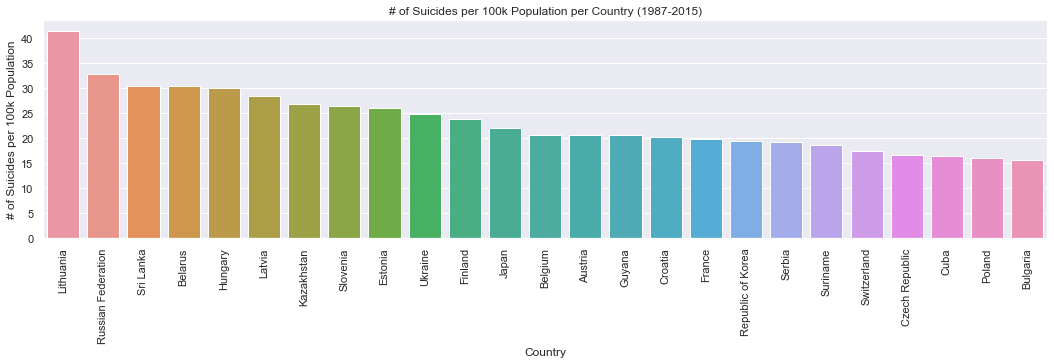 # of Suicides per 100k Population per Country (1987-2015)
# of Suicides per 100k Population
40
35
30
25
20
15
10
5
0
Lithuania
Russian Federation
Sri Lanka
Belarus
Hungary
Latvia
Kazakhstan
Slovenia
Estonia
Ukraine
Finland
Japan
Belgium
Austria
Guyana
Croatia
France
Republic of Korea
Serbia
Suriname
Switzerland
Czech Republic
Cuba
Poland
Bulgaria
Country